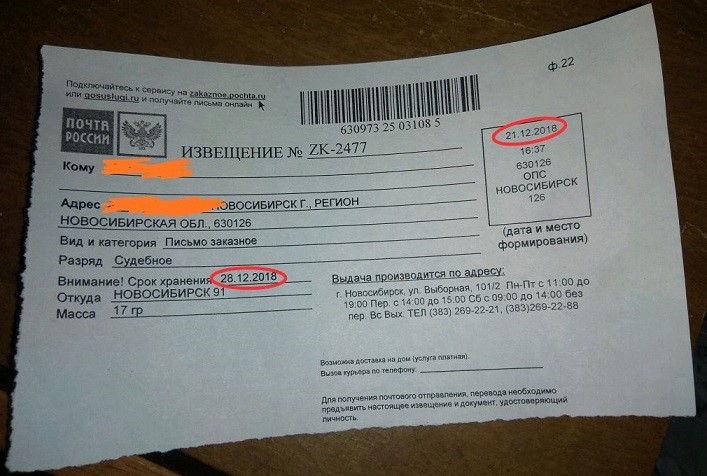 ф.22
Подключайтесь к сервису на zakaznoe.pochta.ru
или gosuslugi.ru и получайте письма онлайн
630973 25 03108 5
ПОЧТА
РОССИИ
ИЗВЕЩЕНИЕ № ZK-2477
21.12.2018
16:37
630126
ОПС
НОВОСИБИРСК
126
(дата и место
формирования)
Кому
Адрес НОВОСИБИРСК Г., РЕГИОН
НОВОСИБИРСКАЯ ОБЛ., 630126
Вид и категория Письмо заказное
Разряд Судебное
Внимание! Срок хранения 28.12.2018
Откуда НОВОСИБИРСК 91
Масса 17 гр
Выдача производится по адресу:
г. Новосибирск, ул. Выборная, 101/2 Пн-Пт с 11:00 до
19:00 Пер. с 14:00 до 15:00 Сб с 09:00 до 14:00 без
пер. Вс Вых. ТЕЛ (383) 269-22-21, (383)269-22-88
Возможна доставка на дом (услуга платная).
Вызов курьера по телефону:
Для получения почтового отправления, перевода необходимо
предъявить настоящее извещение и документ, удостоверяющий
личность.